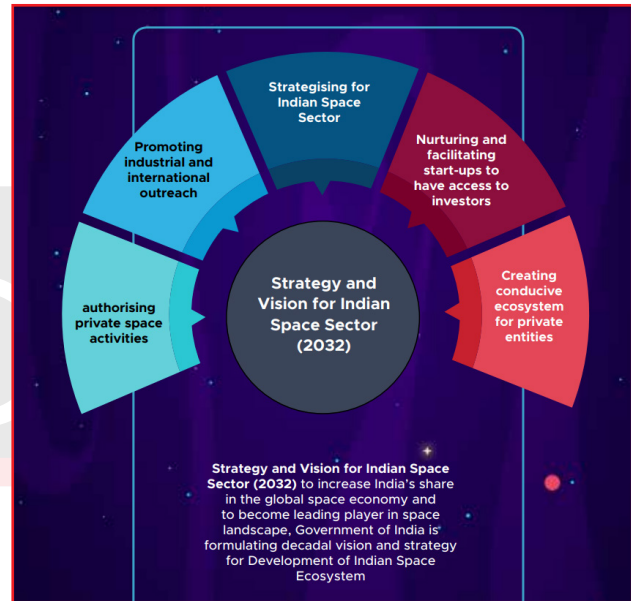 Strategising for
Indian Space
Sector
Promoting
industrial and
international
outreach
Nurturing and
facilitating
start-ups to
have access to
investors
authorising
private space
activities
Strategy and
Vision for Indian
Space Sector
(2032)
Creating
conducive
ecosystem
for private
entities
Strategy and Vision for Indian Space
Sector (2032) to increase India's share
in the global space economy and
to become leading player in space
landscape, Government of India is
formulating decadal vision and strategy
for Development of Indian Space
Ecosystem